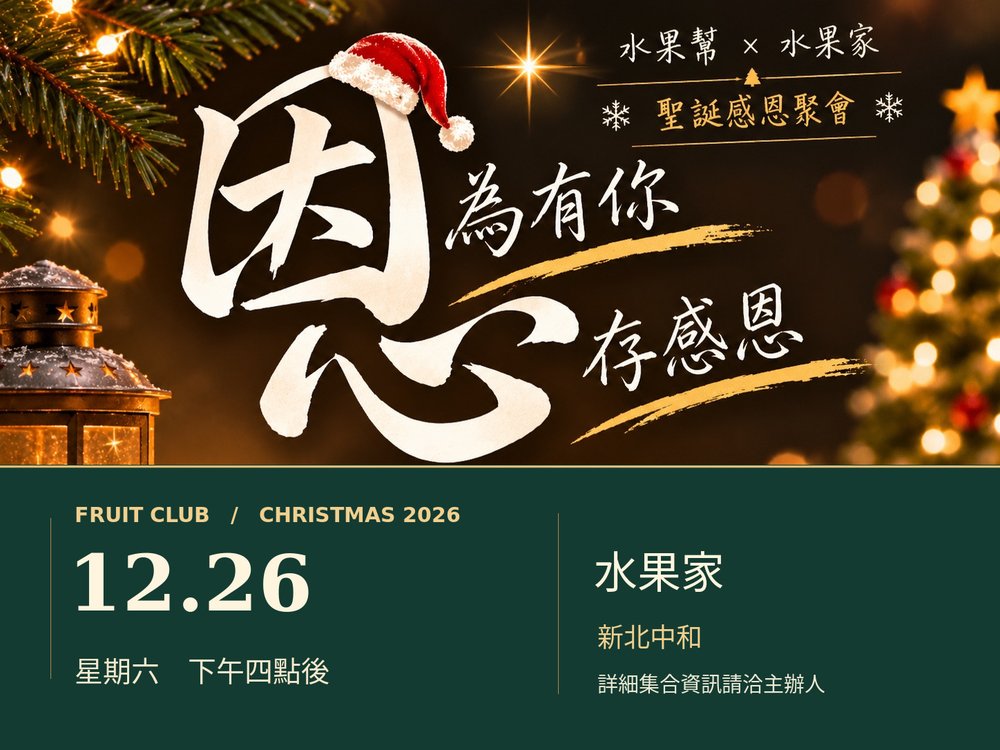 水果幫 × 水果家
聖誕感恩聚會
恩
為有你
存感恩
FRUIT CLUB / CHRISTMAS 2026
12.26
星期六 下午四點後
水果家
新北中和
詳細集合資訊請洽主辦人